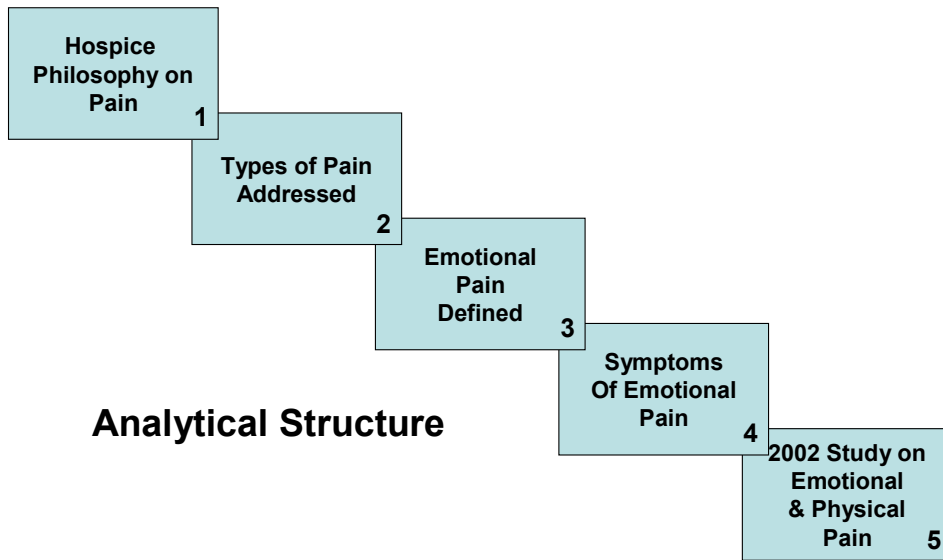 Hospice
Philosophy on
Pain
1
Types of Pain
Addressed
2
Emotional
Pain
Defined
3
Symptoms
Of Emotional
Pain
4
Analytical Structure
2002 Study on
Emotional
& Physical
Pain
5